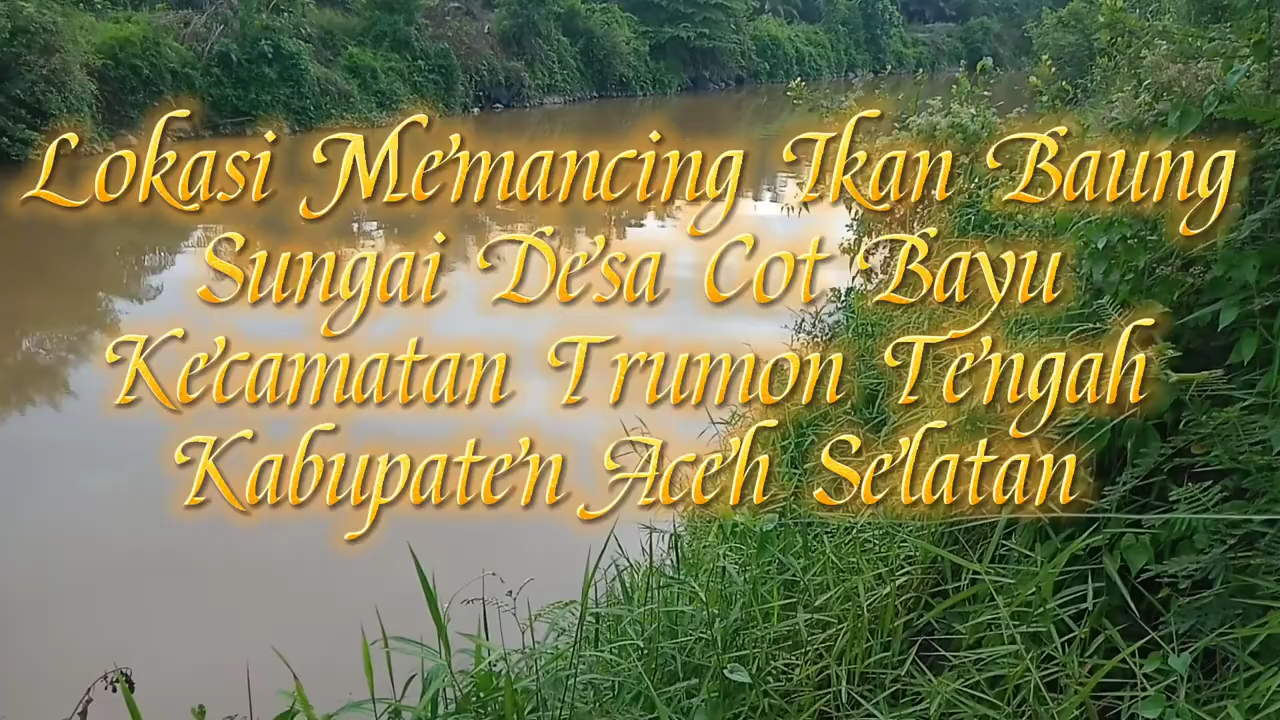 Lokasi Memancing Ikan Baung
Sungai Desa Cot Bayu
Kecamatan Trumon Tengah
Kabupaten Aceh Selatan